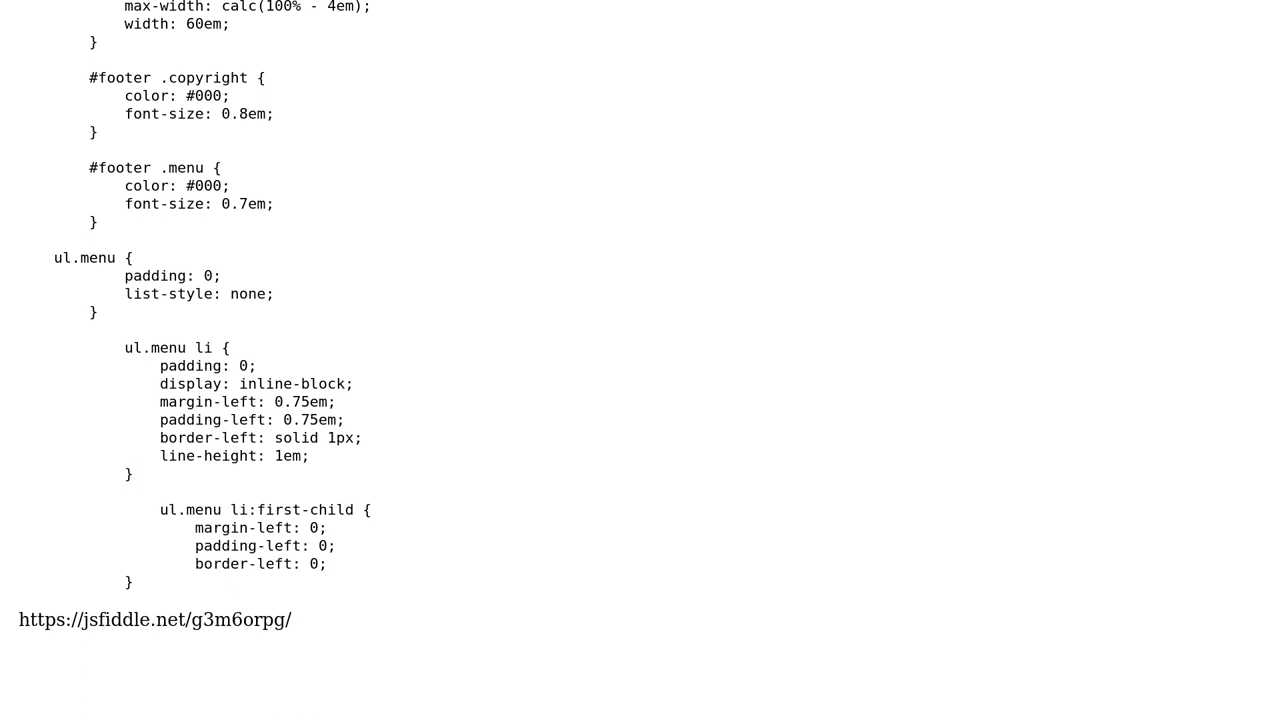 max-width: calc(100% - 4em);
            width: 60em;
        }

        #footer .copyright {
            color: #000;
            font-size: 0.8em;
        }

        #footer .menu {
            color: #000;
            font-size: 0.7em;
        }

    ul.menu {
            padding: 0;
            list-style: none;
        }

            ul.menu li {
                padding: 0;
                display: inline-block;
                margin-left: 0.75em;
                padding-left: 0.75em;
                border-left: solid 1px;
                line-height: 1em;
            }

                ul.menu li:first-child {
                    margin-left: 0;
                    padding-left: 0;
                    border-left: 0;
            }
https://jsfiddle.net/g3m6orpg/